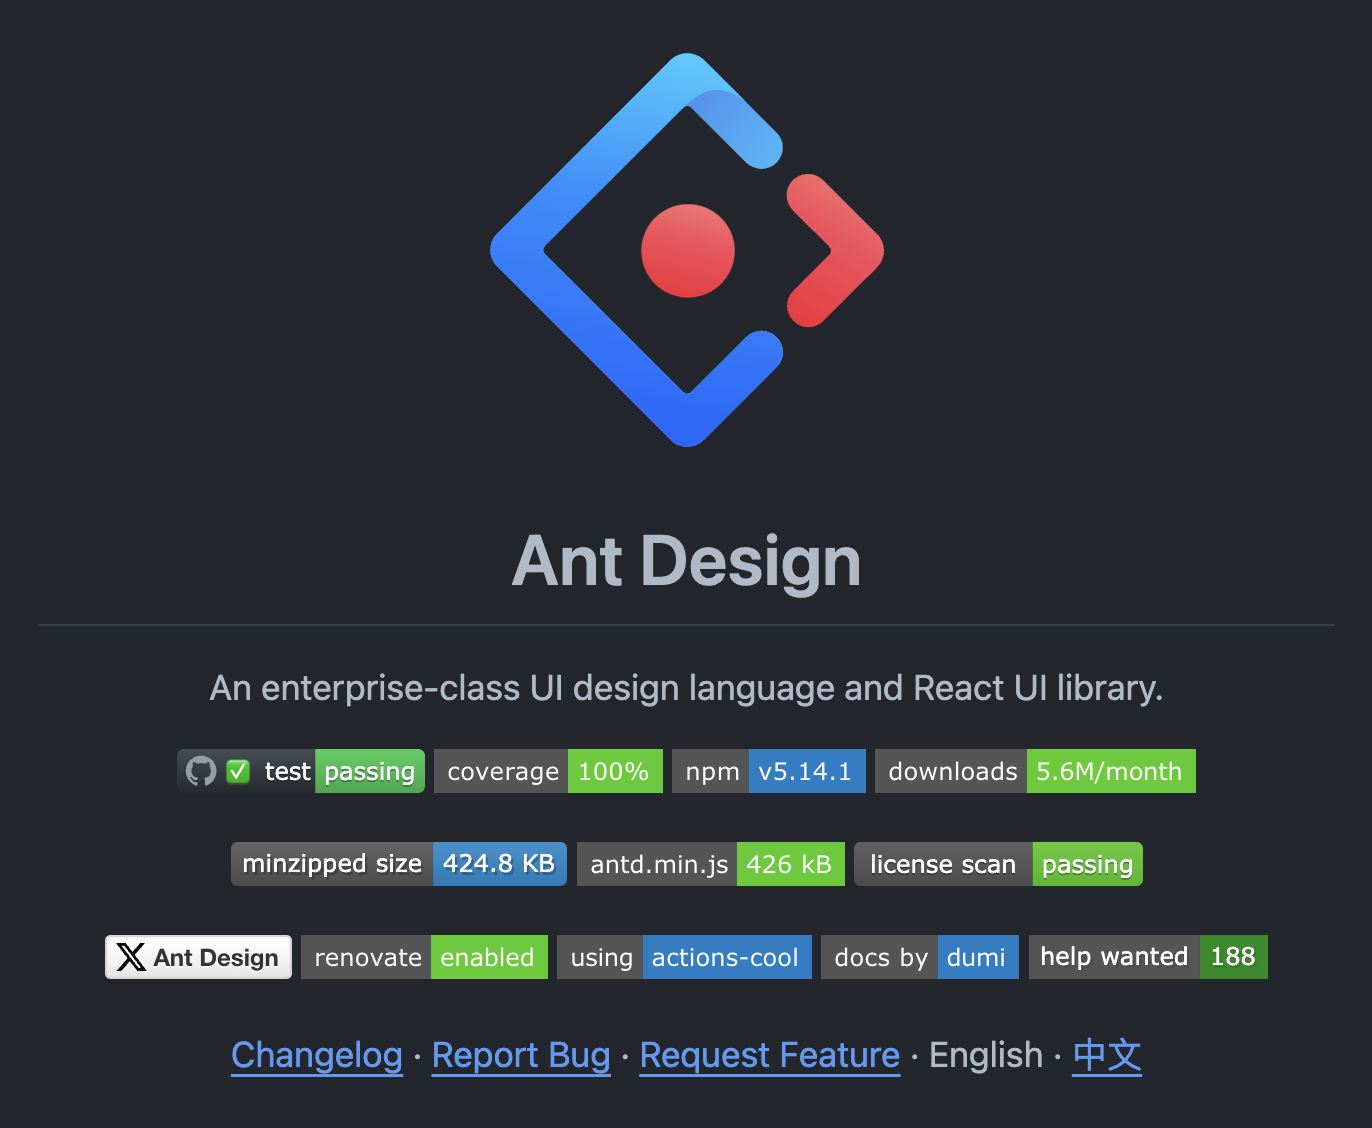 Ant Design
An enterprise-class UI design language and React UI library.
test passing coverage 100% npm v5.14.1 downloads 5.6M/month
minzipped size 424.8 KB antd.min.js 426 kB license scan passing
Ant Design renovate enabled using actions-cool docs by dumi help wanted 188
Changelog · Report Bug · Request Feature · English · 中文